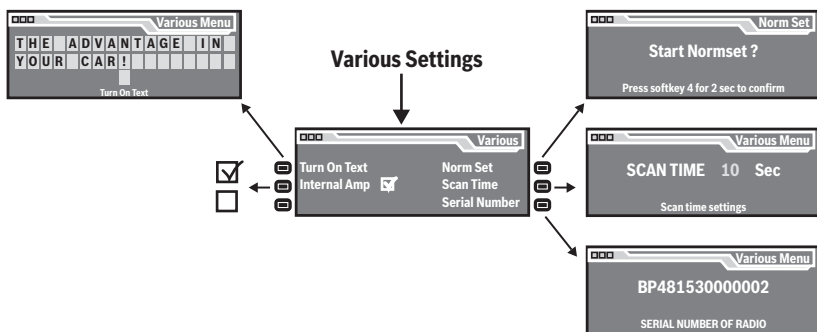 Various Menu
THE ADVANTAGE IN
YOUR CAR!
Turn On Text
Various Settings
Norm Set
Start Normset ?
Press softkey 4 for 2 sec to confirm
Various
Turn On Text Norm Set
Internal Amp Scan Time
Serial Number
Various Menu
SCAN TIME 10 Sec
Scan time settings
Various Menu
BP481530000002
SERIAL NUMBER OF RADIO